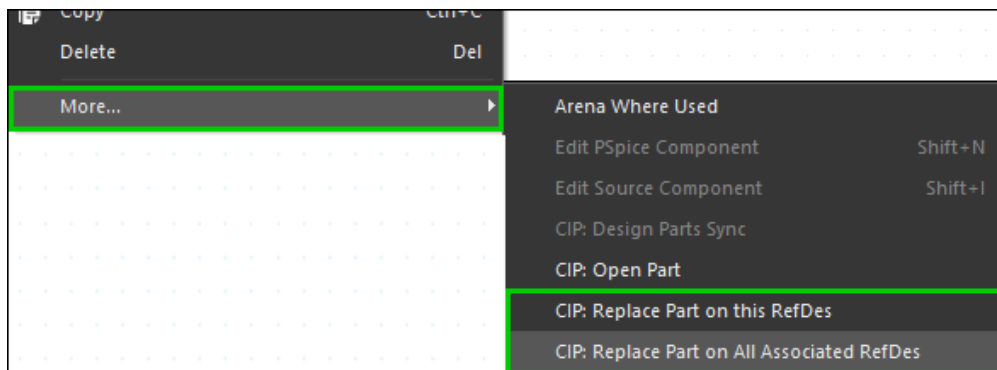 Copy Ctrl+C
Delete Del
More...
Arena Where Used
Edit PSpice Component Shift+N
Edit Source Component Shift+I
CIP: Design Parts Sync
CIP: Open Part
CIP: Replace Part on this RefDes
CIP: Replace Part on All Associated RefDes